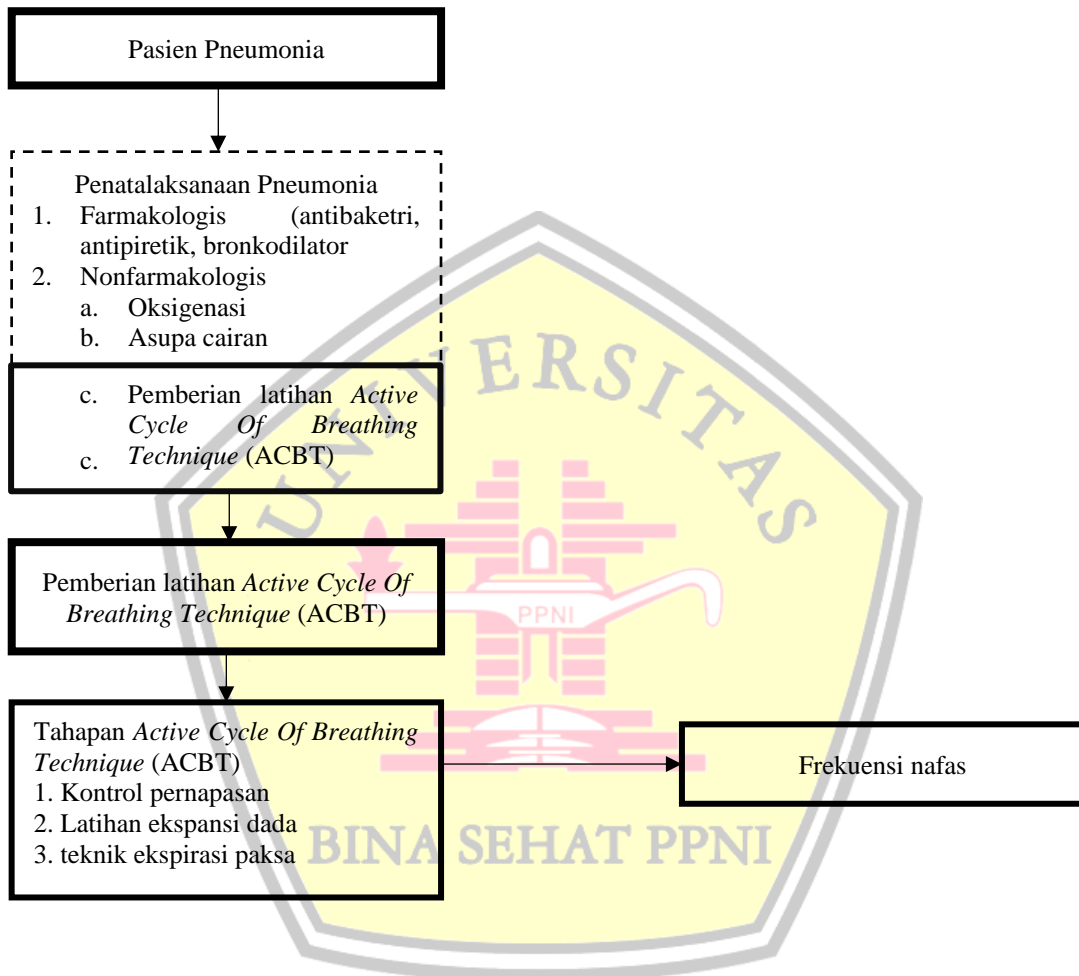 Pasien Pneumonia
Penatalaksanaan Pneumonia
1. Farmakologis (antibaketri,
antipiretik, bronkodilator
2. Nonfarmakologis
a. Oksigenasi
b. Asupa cairan
c. Pemberian latihan Active
Cycle Of Breathing
c. Technique (ACBT)
Pemberian latihan Active Cycle Of
Breathing Technique (ACBT)
Tahapan Active Cycle Of Breathing
Technique (ACBT)
1. Kontrol pernapasan
2. Latihan ekspansi dada
3. teknik ekspirasi paksa
Frekuensi nafas
UNIVERSITAS
PPNI
BINA SEHAT PPNI